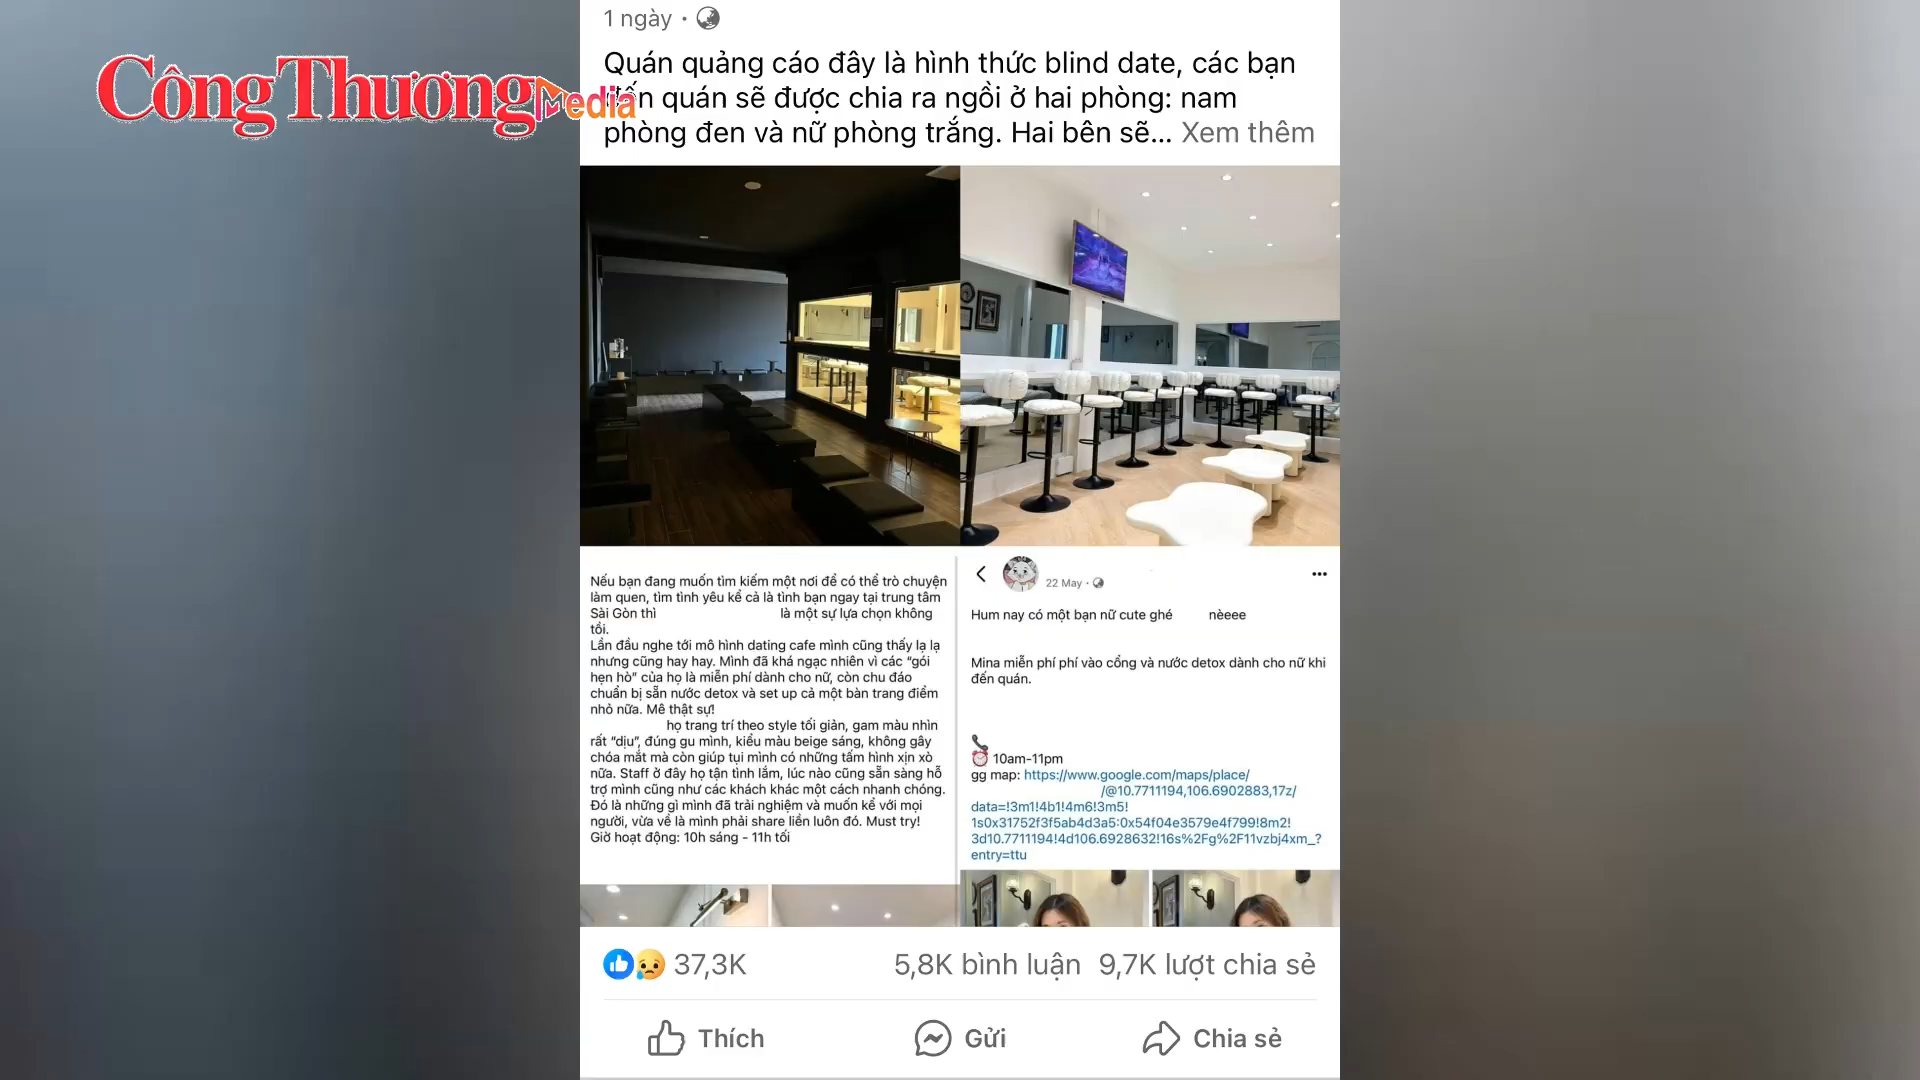 CôngThương Media
1 ngày ·
Quán quảng cáo đây là hình thức blind date, các bạn
đến quán sẽ được chia ra ngồi ở hai phòng: nam
phòng đen và nữ phòng trắng. Hai bên sẽ... Xem thêm
Nếu bạn đang muốn tìm kiếm một nơi để có thể trò chuyện
làm quen, tìm tình yêu kể cả là tình bạn ngay tại trung tâm
Sài Gòn thì là một sự lựa chọn không
tồi.
Lần đầu nghe tới mô hình dating cafe mình cũng thấy lạ lạ
nhưng cũng hay hay. Mình đã khá ngạc nhiên vì các “gói
hẹn hò” của họ là miễn phí dành cho nữ, còn chu đáo
chuẩn bị sẵn nước detox và set up cả một bàn trang điểm
nhỏ nữa. Mê thật sự!
họ trang trí theo style tối giản, gam màu nhìn
rất “dịu”, đúng gu mình, kiểu màu beige sáng, không gây
chóa mắt mà còn giúp tụi mình có những tấm hình xịn xò
nữa. Staff ở đây họ tận tình lắm, lúc nào cũng sẵn sàng hỗ
trợ mình cũng như các khách khác một cách nhanh chóng.
Đó là những gì mình đã trải nghiệm và muốn kể với mọi
người, vừa về là mình phải share liền luôn đó. Must try!
Giờ hoạt động: 10h sáng - 11h tối
22 May ·
Hum nay có một bạn nữ cute ghé nèeee
Mina miễn phí phí vào cổng và nước detox dành cho nữ khi
đến quán.
10am-11pm
gg map: https://www.google.com/maps/place/
/@10.7711194,106.6902883,17z/
data=!3m1!4b1!4m6!3m5!
1s0x31752f3f5ab4d3a5:0x54f04e3579e4f799!8m2!
3d10.7711194!4d106.6928632!16s%2Fg%2F11vzbj4xm_?
entry=ttu
37,3K
5,8K bình luận 9,7K lượt chia sẻ
Thích
Gửi
Chia sẻ